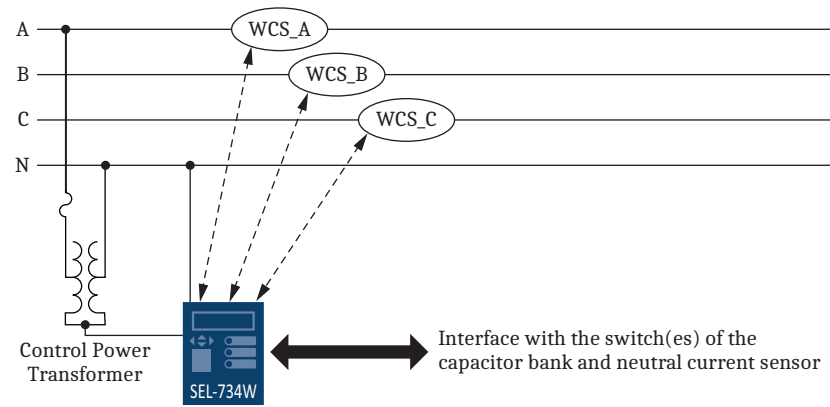 A
WCS_A
B
WCS_B
C
WCS_C
N
Control Power
Transformer
SEL-734W
Interface with the switch(es) of the
capacitor bank and neutral current sensor